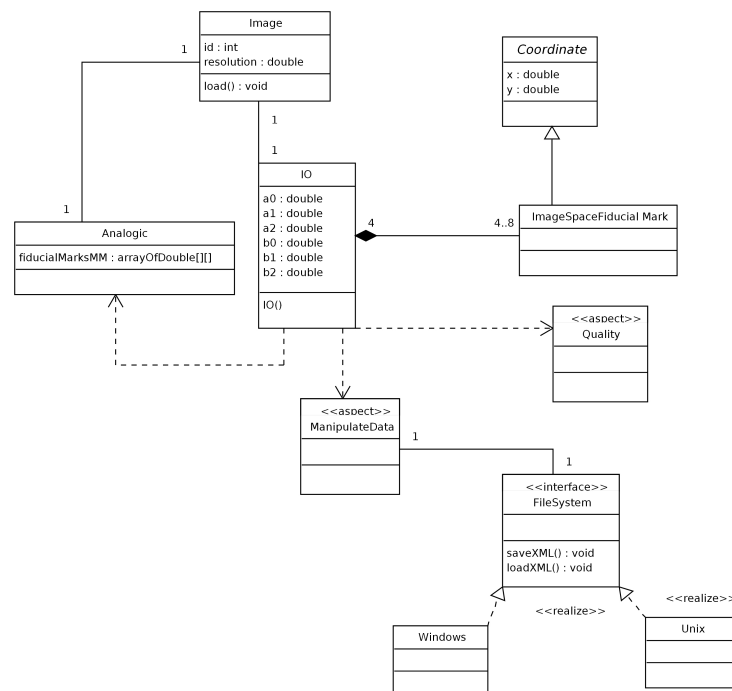 Image
id : int
resolution : double
load() : void
1
1
1
1
Coordinate
x : double
y : double
IO
a0 : double
a1 : double
a2 : double
b0 : double
b1 : double
b2 : double
IO()
4
4..8
ImageSpaceFiducial Mark
Analogic
fiducialMarksMM : arrayOfDouble[][]
<<aspect>>
Quality
<<aspect>>
ManipulateData
1
1
<<interface>>
FileSystem
saveXML() : void
loadXML() : void
<<realize>>
<<realize>>
Windows
Unix